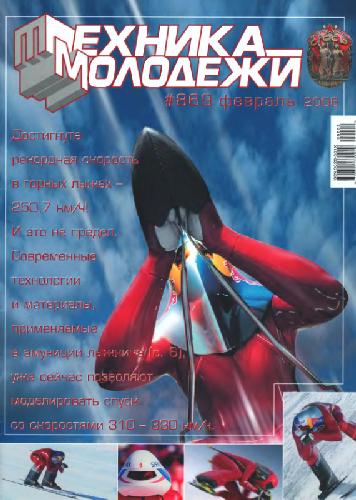 ТЕХНИКА
МОЛОДЕЖИ
#869 февраль 2006
Достигнута
рекордная скорость
в горных лыжах –
250,7 км/ч!
И это не предел.
Современные
технологии
и материалы,
применяемые
в амуниции лыжника (с. 6),
уже сейчас позволяют
моделировать спуск
со скоростями 310 – 330 км/ч.